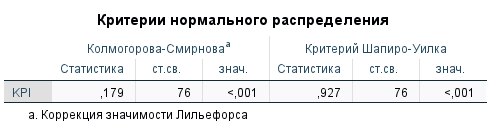 Критерии нормального распределения
Колмогорова-Смирноваa Критерий Шапиро-Уилка
Статистика ст.св. знач. Статистика ст.св. знач.
KPI ,179 76 <,001 ,927 76 <,001
a. Коррекция значимости Лильефорса